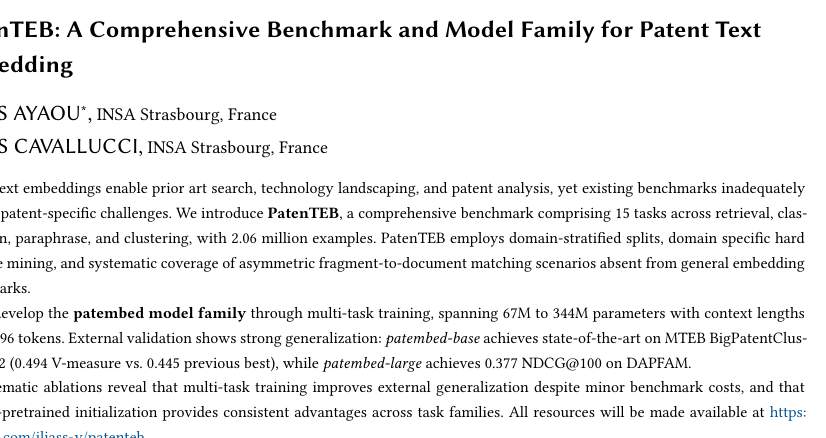 nTEB: A Comprehensive Benchmark and Model Family for Patent Text
edding
S AYAOU*, INSA Strasbourg, France
S CAVALLUCCI, INSA Strasbourg, France
ext embeddings enable prior art search, technology landscaping, and patent analysis, yet existing benchmarks inadequately
patent-specific challenges. We introduce PatenTEB, a comprehensive benchmark comprising 15 tasks across retrieval, clas-
n, paraphrase, and clustering, with 2.06 million examples. PatenTEB employs domain-stratified splits, domain specific hard
e mining, and systematic coverage of asymmetric fragment-to-document matching scenarios absent from general embedding
arks.
evelop the patembed model family through multi-task training, spanning 67M to 344M parameters with context lengths
96 tokens. External validation shows strong generalization: patembed-base achieves state-of-the-art on MTEB BigPatentClus-
2 (0.494 V-measure vs. 0.445 previous best), while patembed-large achieves 0.377 NDCG@100 on DAPFAM.
ematic ablations reveal that multi-task training improves external generalization despite minor benchmark costs, and that
-pretrained initialization provides consistent advantages across task families. All resources will be made available at https:
.com/iliass-y/patenteb